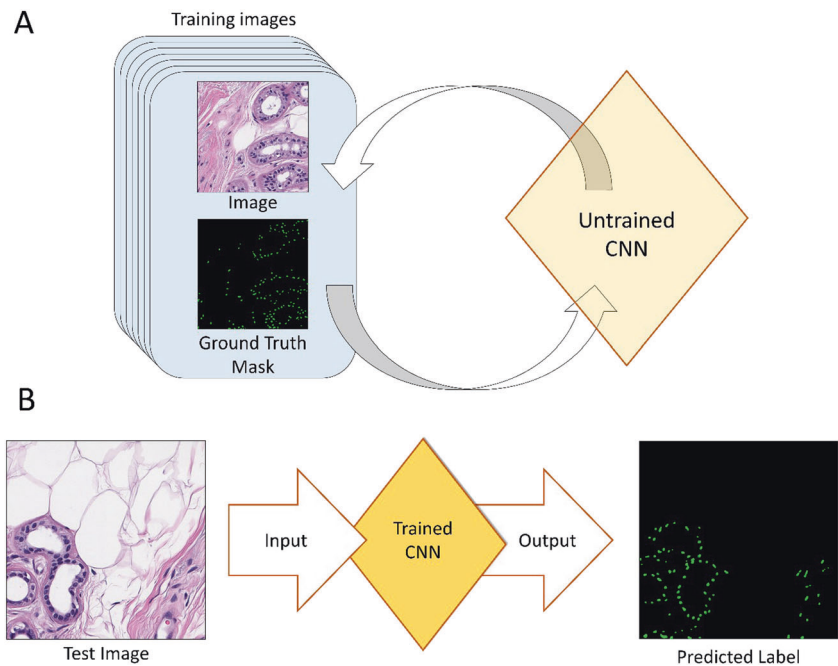 A
Training images
Image
Ground Truth
Mask
Untrained
CNN
B
Input
Trained
CNN
Output
Test Image
Predicted Label